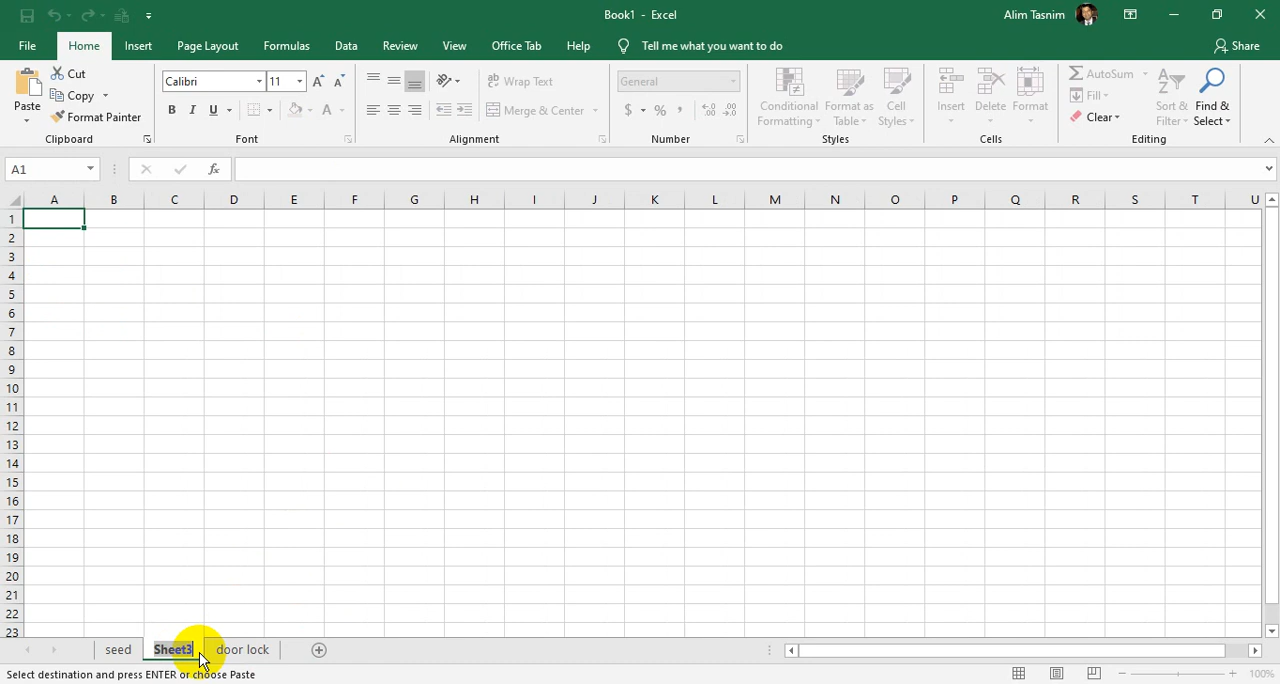 Book1 - Excel
Alim Tasnim
File Home Insert Page Layout Formulas Data Review View Office Tab Help Tell me what you want to do Share
Paste Cut Copy Format Painter
Calibri 11
B I U A
ab Wrap Text
Merge & Center
General
$ % ,
Conditional Formatting Format as Table Cell Styles
Insert Delete Format
AutoSum Fill Clear
Sort & Filter Find & Select
Clipboard Font Alignment Number Styles Cells Editing
A1 fx
A B C D E F G H I J K L M N O P Q R S T U
1
2
3
4
5
6
7
8
9
10
11
12
13
14
15
16
17
18
19
20
21
22
23
seed Sheet3 door lock
Select destination and press ENTER or choose Paste 100%